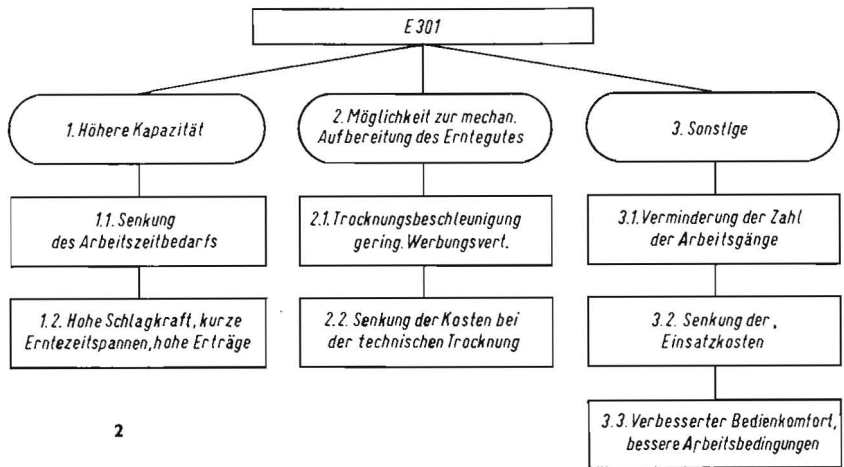 E 301
1. Höhere Kapazität
2. Möglichkeit zur mechan.
Aufbereitung des Erntegutes
3. Sonstige
1.1. Senkung
des Arbeitszeitbedarfs
2.1. Trocknungsbeschleunigung
gering. Werbungsvert.
3.1. Verminderung der Zahl
der Arbeitsgänge
1.2. Hohe Schlagkraft, kurze
Erntezeitspannen, hohe Erträge
2.2. Senkung der Kosten bei
der technischen Trocknung
3.2. Senkung der
Einsatzkosten
3.3. Verbesserter Bedienkomfort,
bessere Arbeitsbedingungen
2